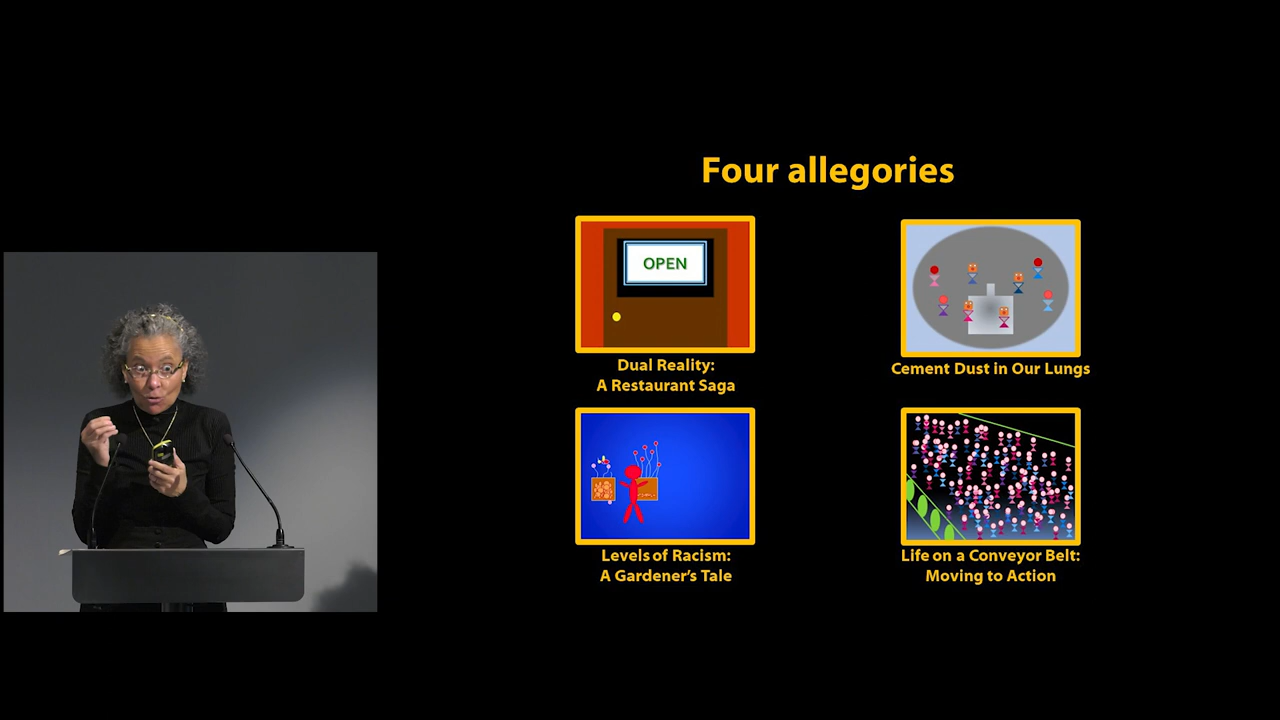 Four allegories
OPEN
Dual Reality:
A Restaurant Saga
Cement Dust in Our Lungs
Levels of Racism:
A Gardener's Tale
Life on a Conveyor Belt:
Moving to Action